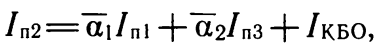 Iп2 = α̅1Iп1 + α̅2Iп3 + IКБО,